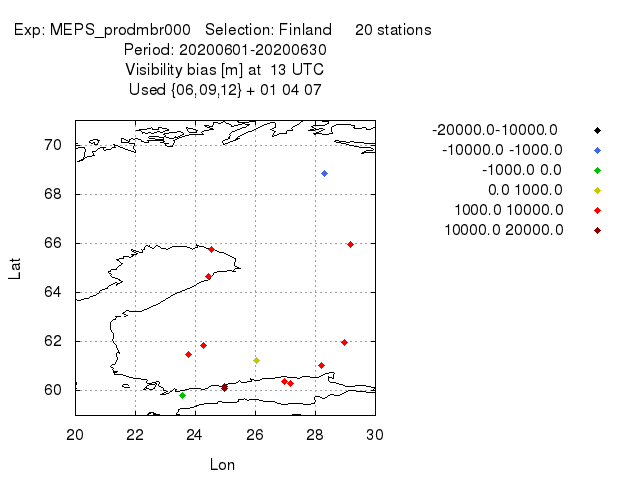 Exp: MEPS_prodmbr000 Selection: Finland 20 stations
Period: 20200601-20200630
Visibility bias [m] at 13 UTC
Used {06,09,12} + 01 04 07
-20000.0-10000.0
-10000.0 -1000.0
-1000.0 0.0
0.0 1000.0
1000.0 10000.0
10000.0 20000.0
70
68
66
64
62
60
Lat
20 22 24 26 28 30
Lon